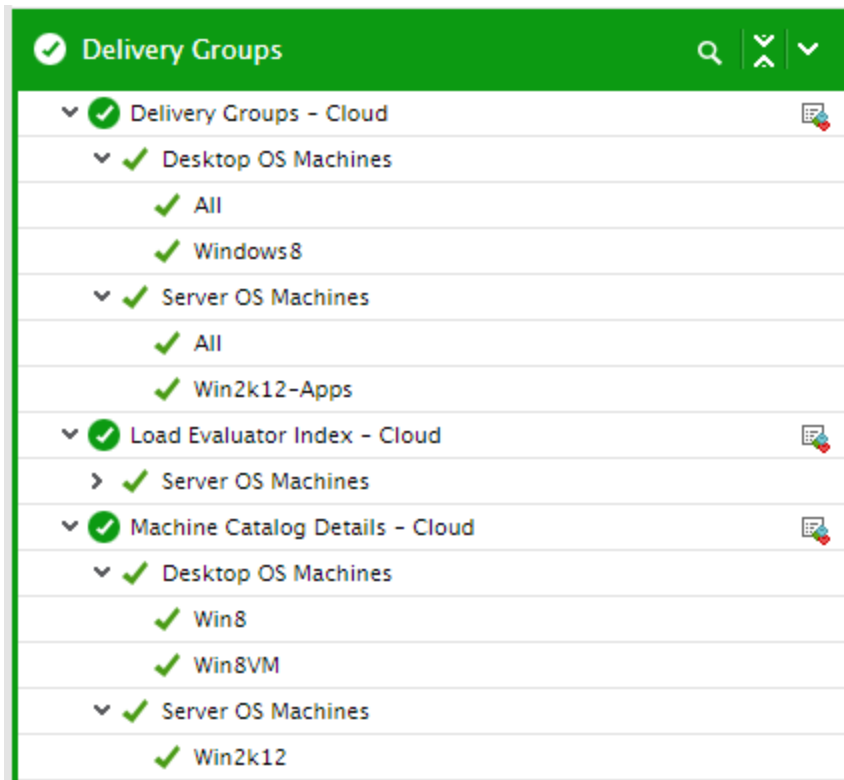 Delivery Groups
Delivery Groups - Cloud
Desktop OS Machines
All
Windows8
Server OS Machines
All
Win2k12-Apps
Load Evaluator Index - Cloud
Server OS Machines
Machine Catalog Details - Cloud
Desktop OS Machines
Win8
Win8VM
Server OS Machines
Win2k12